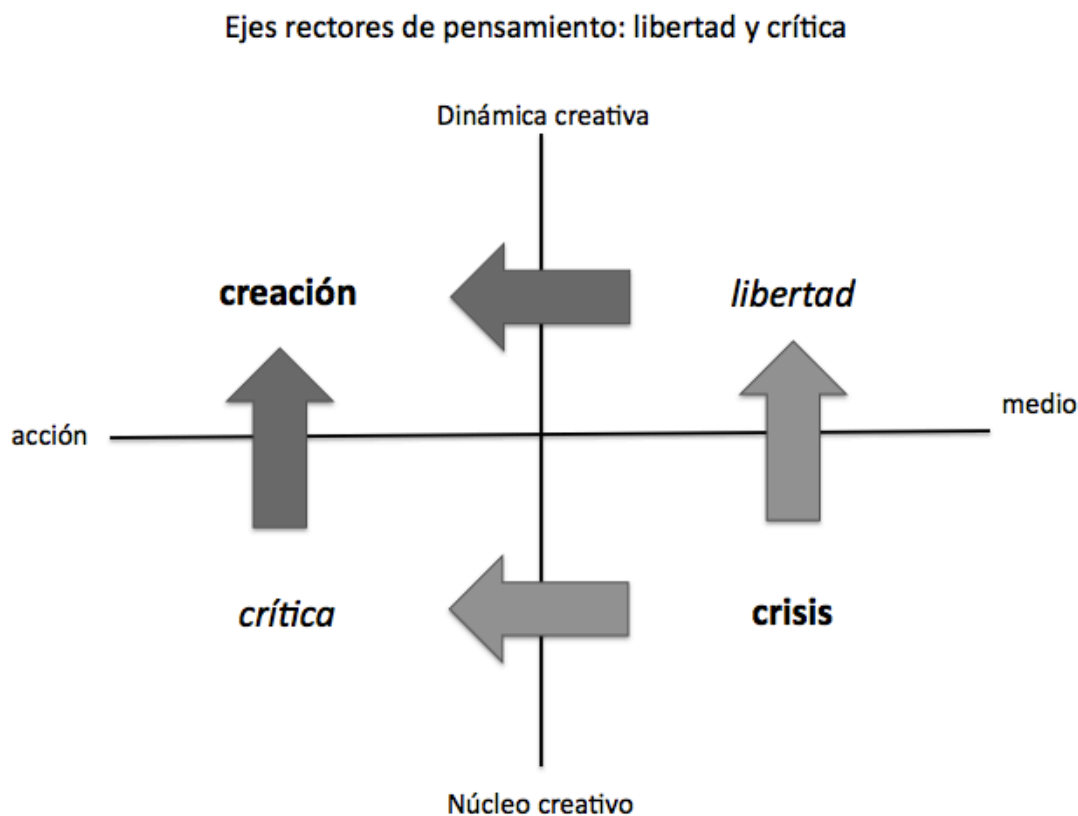 Ejes rectores de pensamiento: libertad y crítica
Dinámica creativa
creación
libertad
medio
acción
crítica
crisis
Núcleo creativo